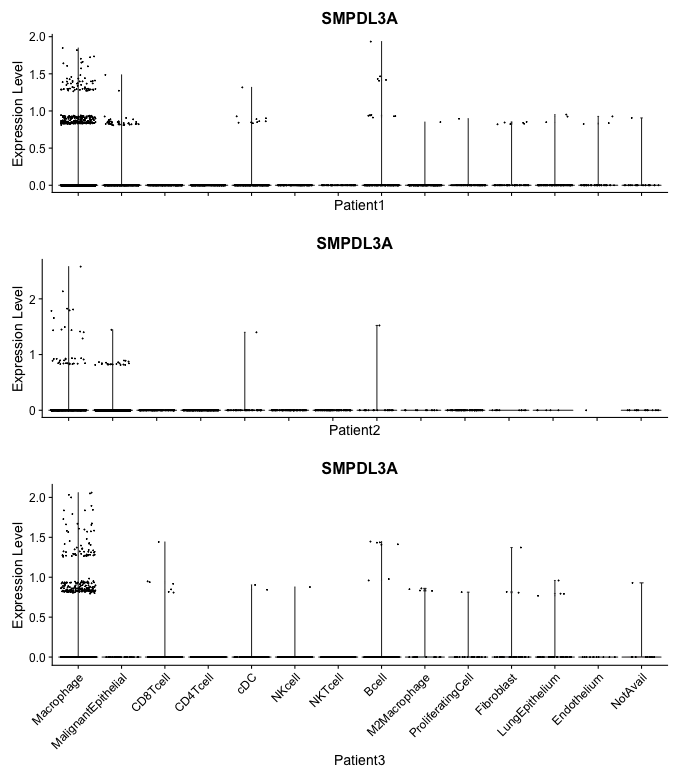 SMPDL3A
Expression Level
2.0
1.5
1.0
0.5
0.0
Patient1
SMPDL3A
Expression Level
2
1
0
Patient2
SMPDL3A
Expression Level
2.0
1.5
1.0
0.5
0.0
Macrophage
MalignantEpithelial
CD8Tcell
CD4Tcell
cDC
NKcell
NKTcell
Bcell
M2Macrophage
ProliferatingCell
Fibroblast
LungEpithelium
Endothelium
NotAvail
Patient3